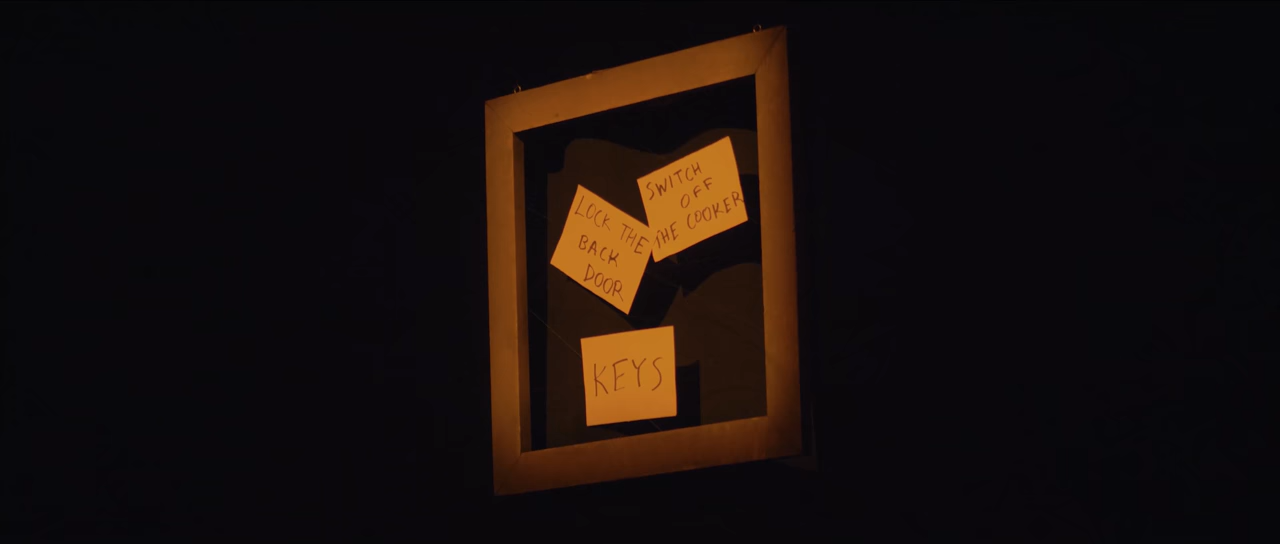 LOCK THE
BACK
DOOR
SWITCH
OFF
THE COOKER
KEYS